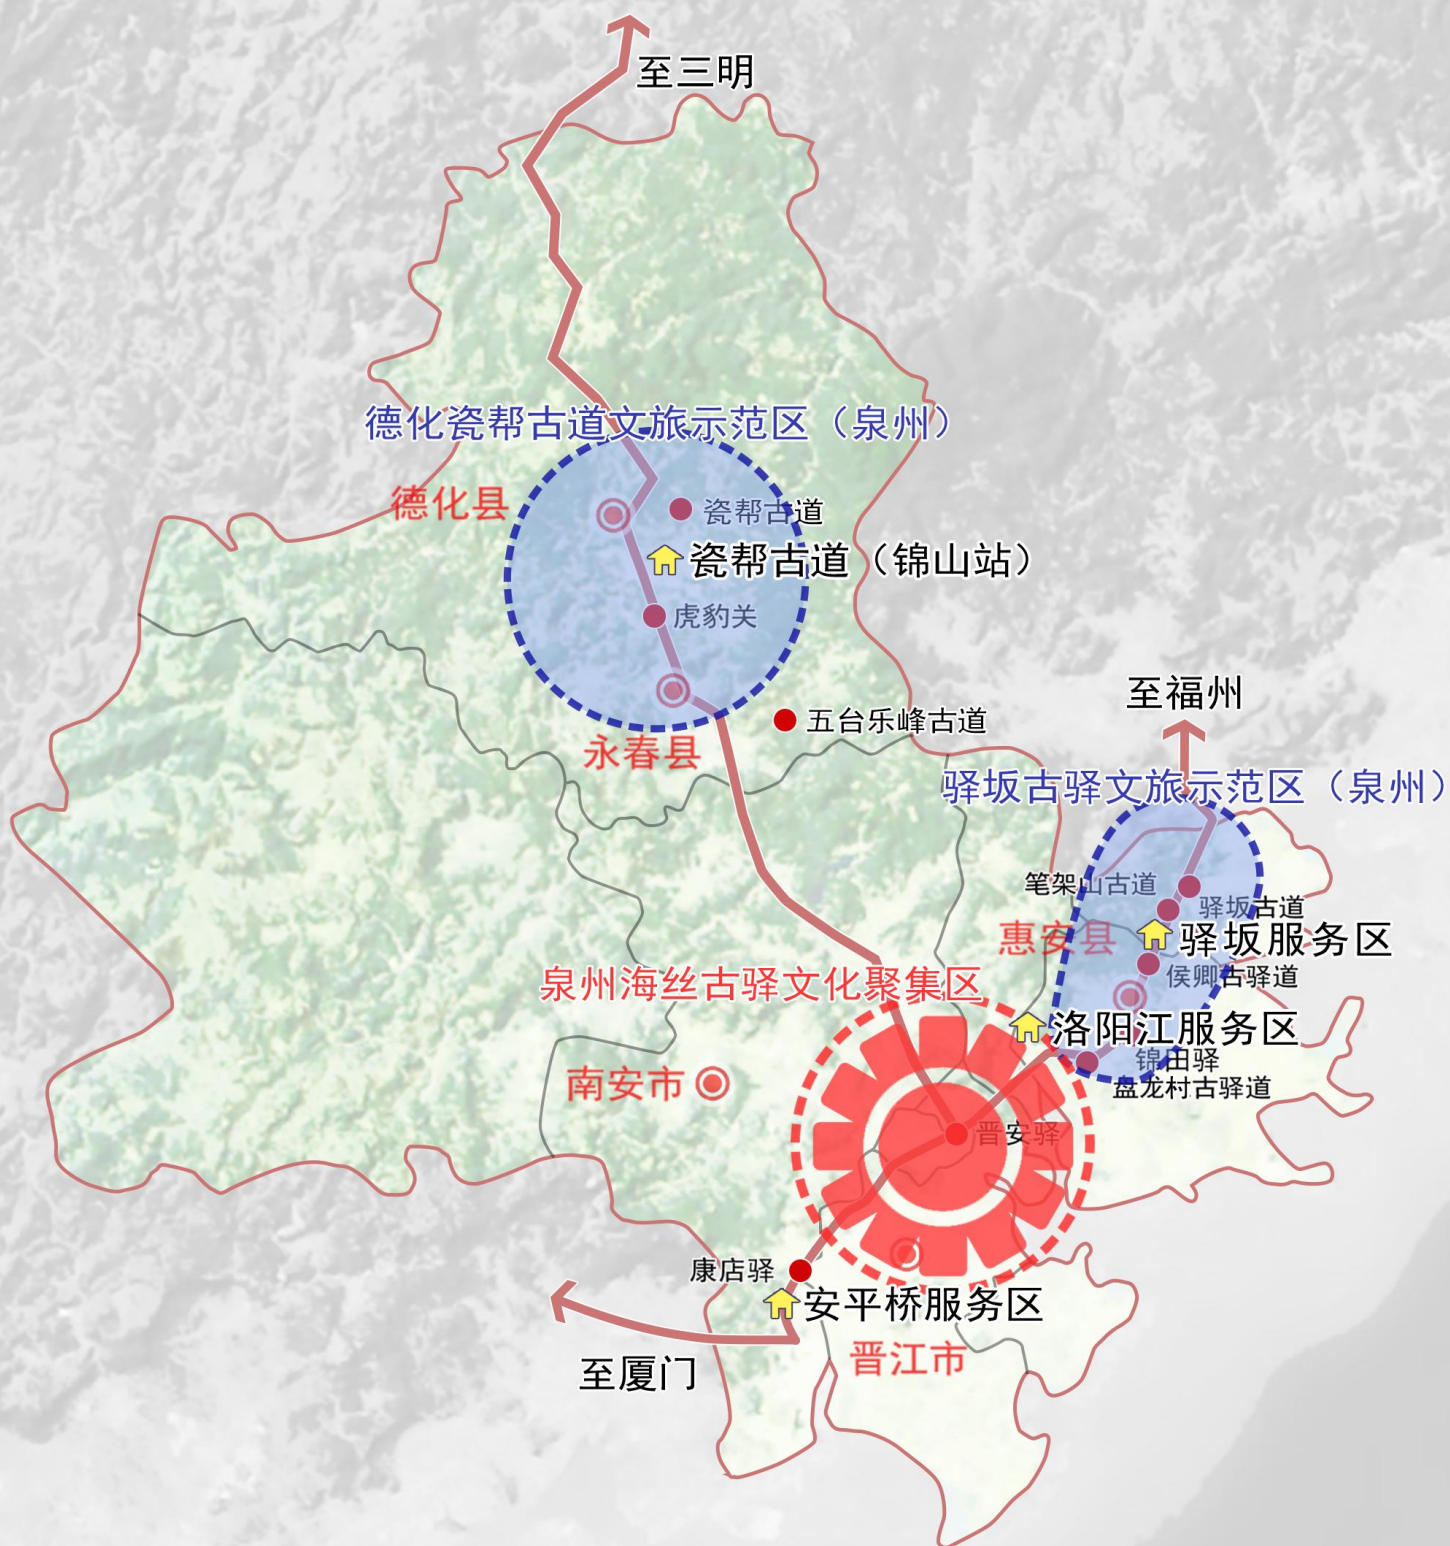 至三明
德化瓷帮古道文旅示范区（泉州）
德化县
瓷帮古道
瓷帮古道（锦山站）
虎豹关
至福州
五台乐峰古道
永春县
驿坂古驿文旅示范区（泉州）
笔架山古道
驿坂古道
惠安县
驿坂服务区
侯卿古驿道
泉州海丝古驿文化聚集区
洛阳江服务区
锦田驿
南安市
盘龙村古驿道
晋安驿
康店驿
安平桥服务区
晋江市
至厦门